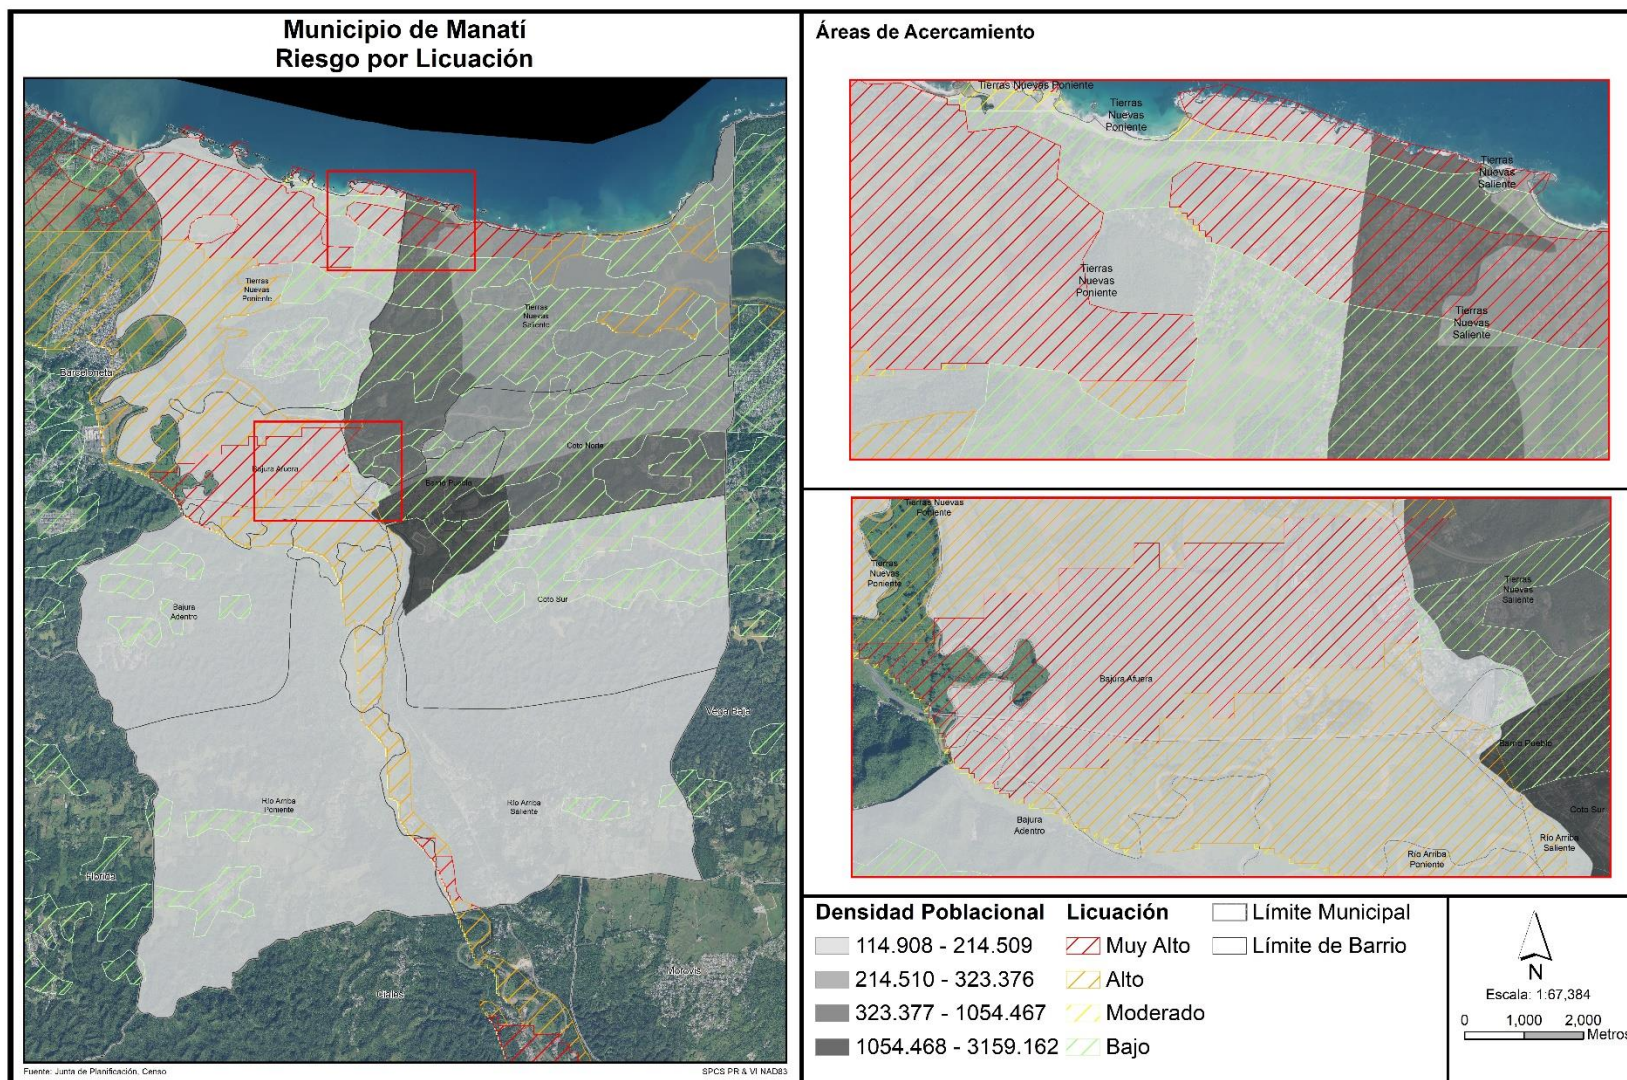 Municipio de Manatí
Riesgo por Licuación
Tierras
Nuevas
Poniente
Tierras
Nuevas
Saliente
Barceloneta
Coto Norte
Bajura Afuera
Barrio Pueblo
Coto Sur
Bajura
Adentro
Vega Baja
Río Arriba
Poniente
Río Arriba
Saliente
Florida
Ciales
Morovis
Fuente: Junta de Planificación, Censo
SPCS PR & VI NAD83
Áreas de Acercamiento
Tierras Nuevas Poniente
Tierras
Nuevas
Poniente
Tierras
Nuevas
Saliente
Tierras
Nuevas
Poniente
Tierras
Nuevas
Saliente
Tierras Nuevas
Poniente
Tierras
Nuevas
Poniente
Tierras
Nuevas
Saliente
Bajura Afuera
Barrio Pueblo
Coto Sur
Bajura
Adentro
Río Arriba
Saliente
Río Arriba
Poniente
Densidad Poblacional
114.908 - 214.509
214.510 - 323.376
323.377 - 1054.467
1054.468 - 3159.162
Licuación
Muy Alto
Alto
Moderado
Bajo
Límite Municipal
Límite de Barrio
N
Escala: 1:67,384
0 1,000 2,000
Metros